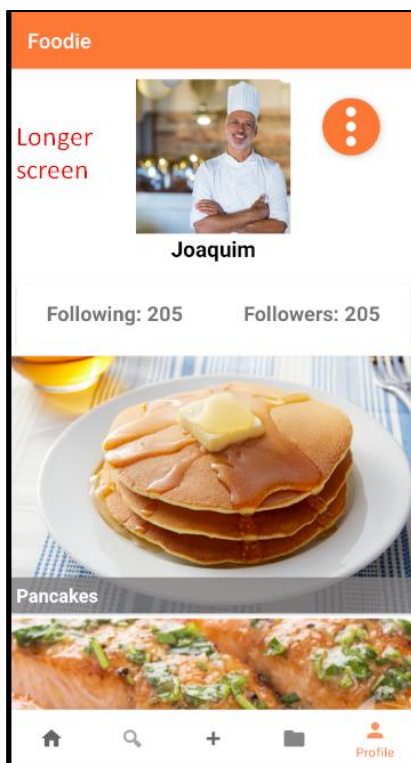 Foodie
Longer
screen
Joaquim
Following: 205
Followers: 205
Pancakes
Profile